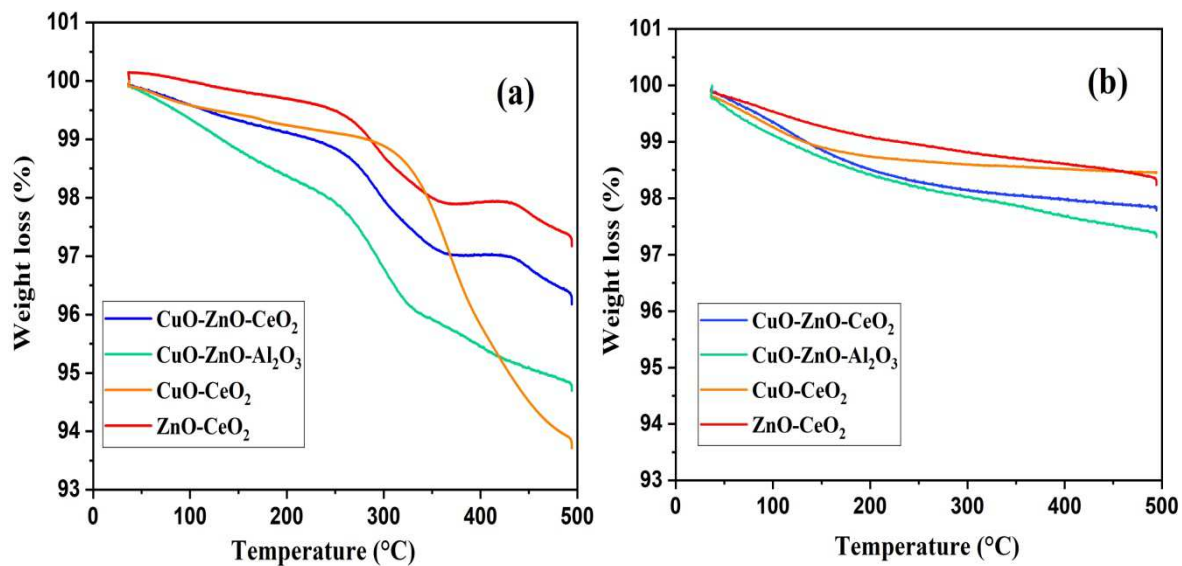 (a)
Weight loss (%)
101
100
99
98
97
96
95
94
93
CuO-ZnO-CeO₂
CuO-ZnO-Al₂O₃
CuO-CeO₂
ZnO-CeO₂
0 100 200 300 400 500
Temperature (°C)
(b)
Weight loss (%)
101
100
99
98
97
96
95
94
93
CuO-ZnO-CeO₂
CuO-ZnO-Al₂O₃
CuO-CeO₂
ZnO-CeO₂
0 100 200 300 400 500
Temperature (°C)